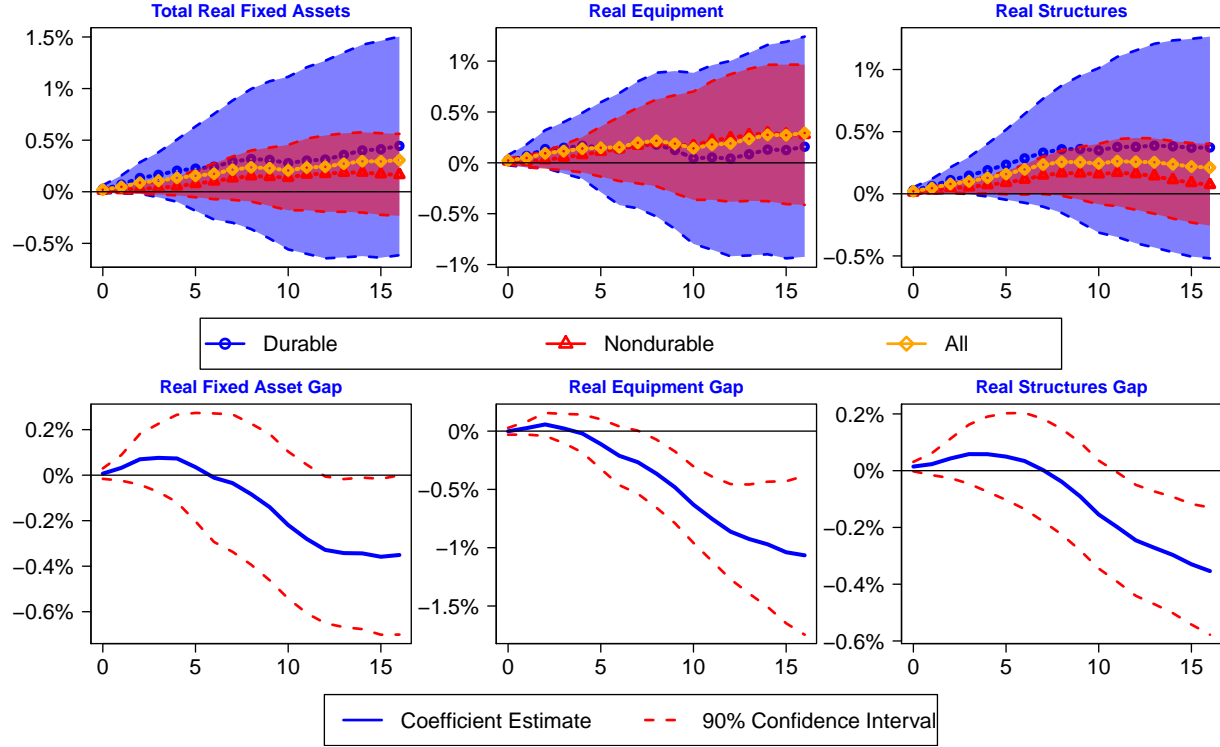 Total Real Fixed Assets
1.5%
1%
0.5%
0%
−0.5%
0 5 10 15
Real Equipment
1%
0.5%
0%
−0.5%
−1%
0 5 10 15
Real Structures
1%
0.5%
0%
−0.5%
0 5 10 15
Durable Nondurable All
Real Fixed Asset Gap
0.2%
0%
−0.2%
−0.4%
−0.6%
0 5 10 15
Real Equipment Gap
0%
−0.5%
−1%
−1.5%
0 5 10 15
Real Structures Gap
0.2%
0%
−0.2%
−0.4%
−0.6%
0 5 10 15
Coefficient Estimate 90% Confidence Interval